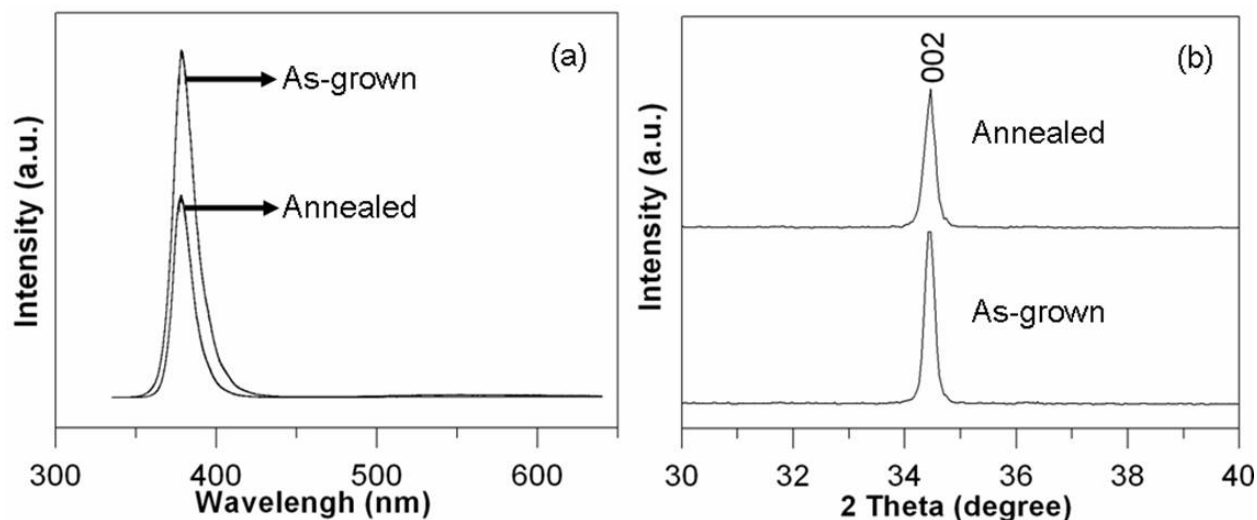 (a)
As-grown
Annealed
Intensity (a.u.)
300
400
500
600
Wavelengh (nm)
(b)
002
Annealed
As-grown
Intensity (a.u.)
30
32
34
36
38
40
2 Theta (degree)